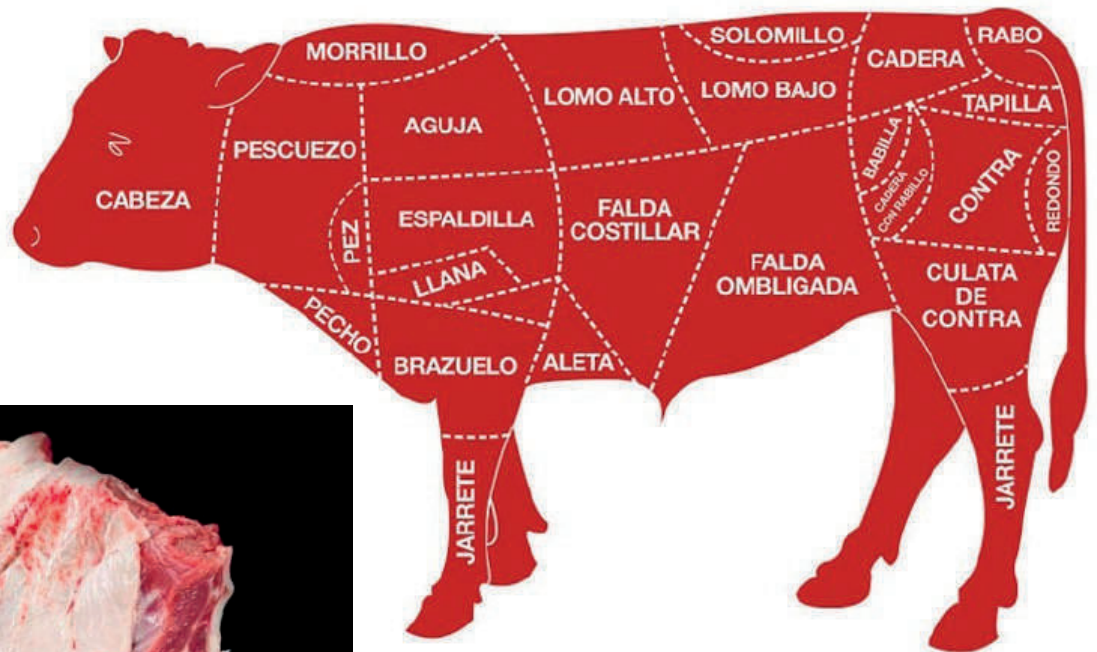 MORRILLO
SOLOMILLO
RABO
CADERA
LOMO ALTO
LOMO BAJO
TAPILLA
AGUJA
PESCUEZO
BABILLA
CADERA
CON RABILLO
CONTRA
REDONDO
CABEZA
PEZ
ESPALDILLA
FALDA
COSTILLAR
LLANA
FALDA
OMBLIGADA
CULATA
DE
CONTRA
PECHO
BRAZUELO
ALETA
JARRETE
JARRETE